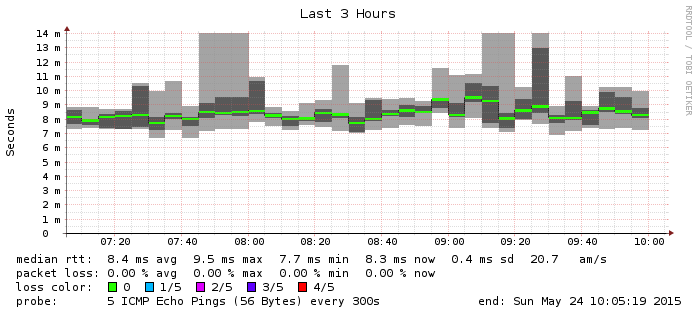 Last 3 Hours
RRDTOOL / TOBI OETIKER
Seconds
14 m
13 m
12 m
11 m
10 m
9 m
8 m
7 m
6 m
5 m
4 m
3 m
2 m
1 m
0
07:20 07:40 08:00 08:20 08:40 09:00 09:20 09:40 10:00
median rtt: 8.4 ms avg 9.5 ms max 7.7 ms min 8.3 ms now 0.4 ms sd 20.7 am/s
packet loss: 0.00 % avg 0.00 % max 0.00 % min 0.00 % now
loss color: 0 1/5 2/5 3/5 4/5
probe: 5 ICMP Echo Pings (56 Bytes) every 300s end: Sun May 24 10:05:19 2015